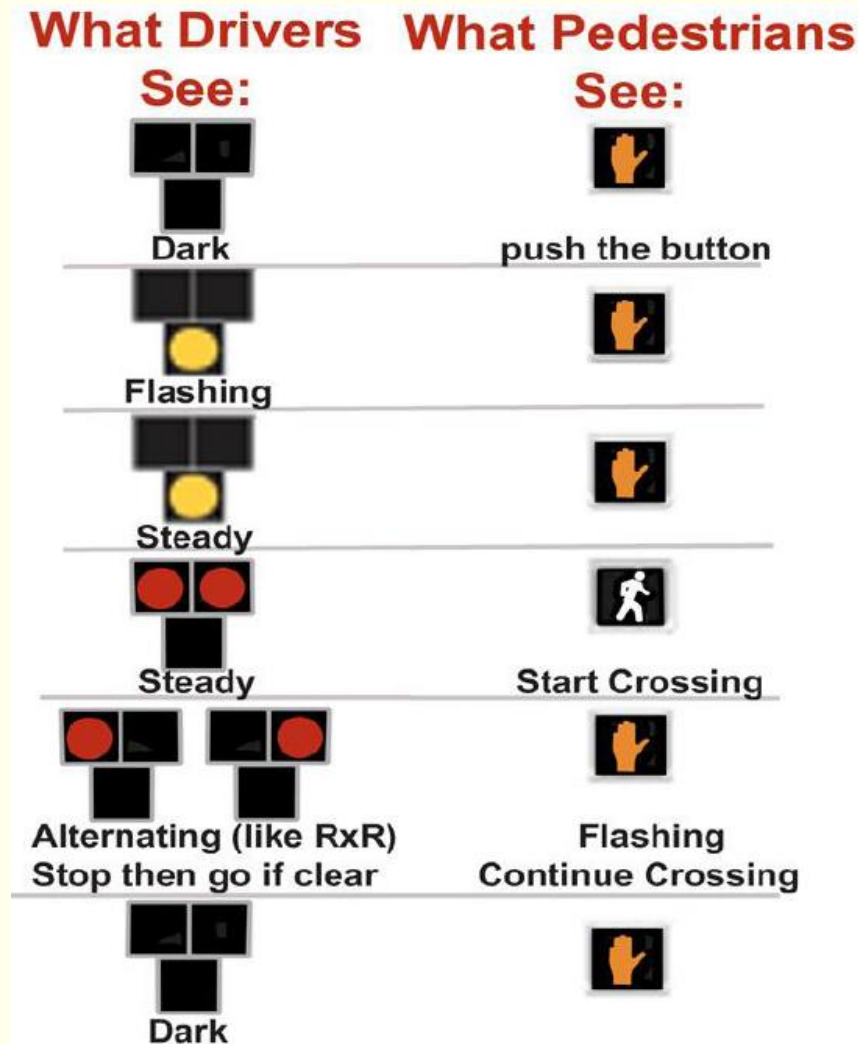 What Drivers See:
What Pedestrians See:
Dark
push the button
Flashing
Steady
Steady
Start Crossing
Alternating (like RxR)
Stop then go if clear
Flashing
Continue Crossing
Dark